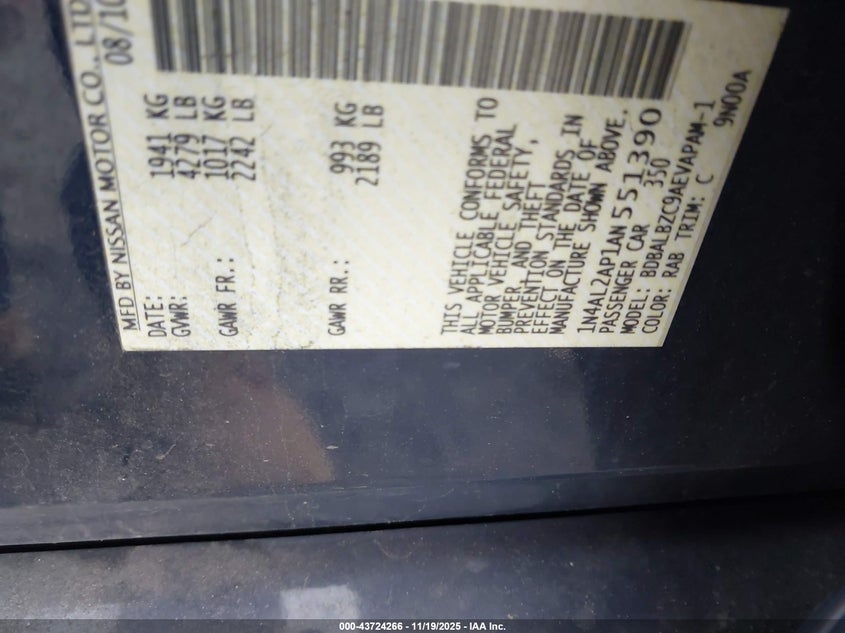 MFD BY NISSAN MOTOR CO., LTD
DATE: 08/10
GVWR: 1941 KG
4279 LB
GAWR FR.: 1017 KG
2242 LB
GAWR RR.: 993 KG
2189 LB
THIS VEHICLE CONFORMS TO
ALL APPLICABLE FEDERAL
MOTOR VEHICLE SAFETY,
BUMPER, AND THEFT
PREVENTION STANDARDS IN
EFFECT ON THE DATE OF
MANUFACTURE SHOWN ABOVE.
1N4AL2AP1AN551390
PASSENGER CAR 350
MODEL: BDBALBZC9AEVAPAM-1
COLOR: RAB TRIM: C 9N00A
000-43724266 - 11/19/2025 - IAA Inc.